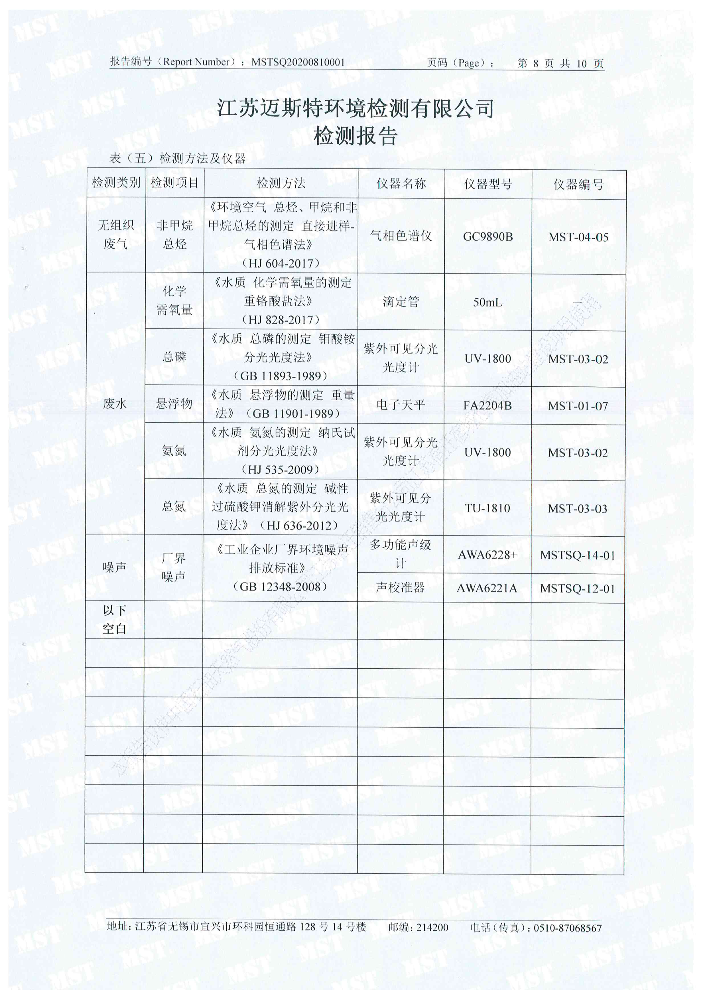 报告编号（Report Number）：MSTSQ20200810001 页码（Page）： 第 8 页 共 10 页
江苏迈斯特环境检测有限公司
检测报告
表（五）检测方法及仪器
检测类别 检测项目 检测方法 仪器名称 仪器型号 仪器编号
无组织
废气
非甲烷
总烃
《环境空气 总烃、甲烷和非
甲烷总烃的测定 直接进样-
气相色谱法》
（HJ 604-2017）
气相色谱仪 GC9890B MST-04-05
废水
化学
需氧量
《水质 化学需氧量的测定
重铬酸盐法》
（HJ 828-2017）
滴定管 50mL —
总磷
《水质 总磷的测定 钼酸铵
分光光度法》
（GB 11893-1989）
紫外可见分光
光度计
UV-1800 MST-03-02
悬浮物
《水质 悬浮物的测定 重量
法》（GB 11901-1989）
电子天平 FA2204B MST-01-07
氨氮
《水质 氨氮的测定 纳氏试
剂分光光度法》
（HJ 535-2009）
紫外可见分光
光度计
UV-1800 MST-03-02
总氮
《水质 总氮的测定 碱性
过硫酸钾消解紫外分光光
度法》（HJ 636-2012）
紫外可见分
光光度计
TU-1810 MST-03-03
噪声
厂界
噪声
《工业企业厂界环境噪声
排放标准》
（GB 12348-2008）
多功能声级
计
AWA6228+ MSTSQ-14-01
声校准器 AWA6221A MSTSQ-12-01
以下
空白
地址：江苏省无锡市宜兴市环科园恒通路 128 号 14 号楼 邮编：214200 电话（传真）：0510-87068567